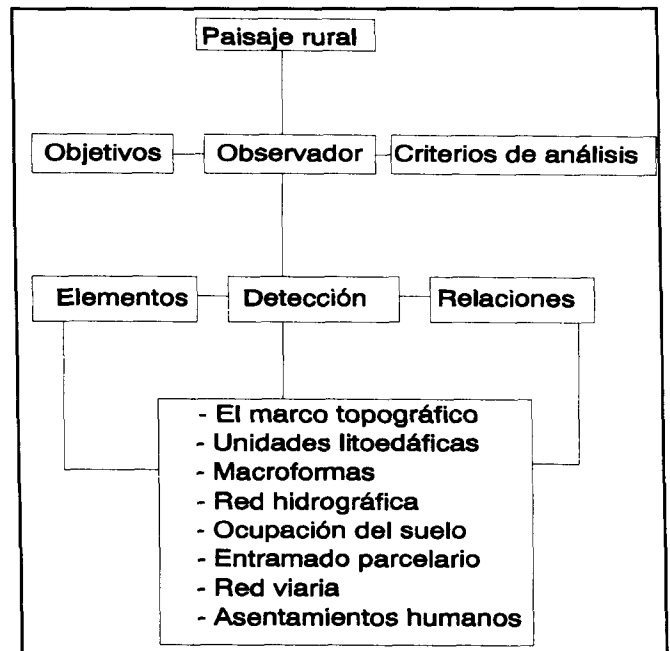 Paisaje rural
Objetivos
Observador
Criterios de análisis
Elementos
Detección
Relaciones
- El marco topográfico
- Unidades litoedáficas
- Macroformas
- Red hidrográfica
- Ocupación del suelo
- Entramado parcelario
- Red viaria
- Asentamientos humanos